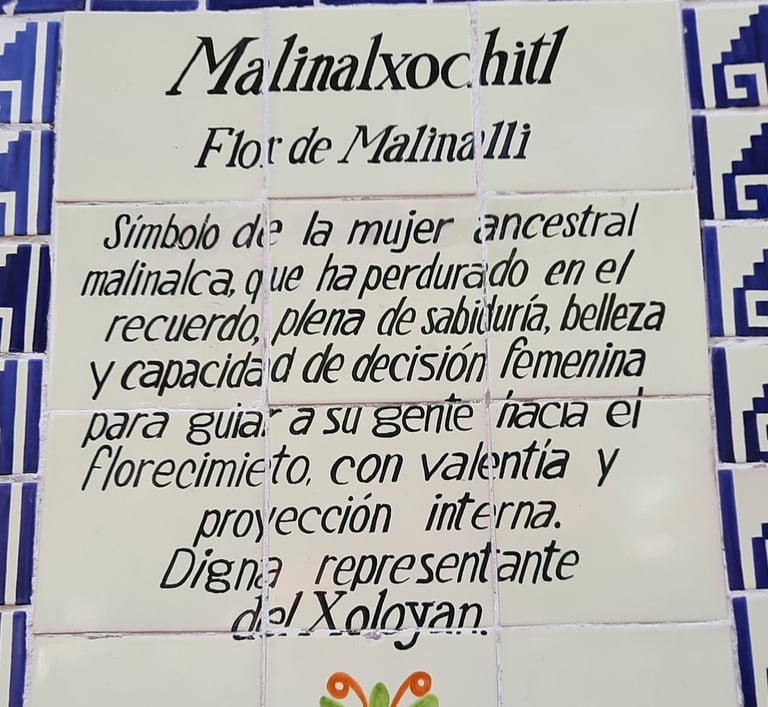 Malinalxochitl
Flor de Malinalli
Símbolo de la mujer ancestral
malinalca, que ha perdurado en el
recuerdo, plena de sabiduría, belleza
y capacidad de decisión femenina
para guiar a su gente hacia el
florecimieto, con valentía y
proyección interna.
Digna representante
del Xoloyan.